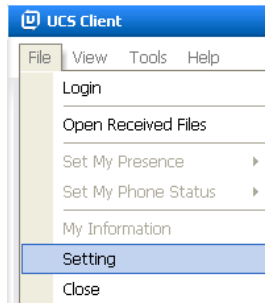 UCS Client
File View Tools Help
Login
Open Received Files
Set My Presence
Set My Phone Status
My Information
Setting
Close